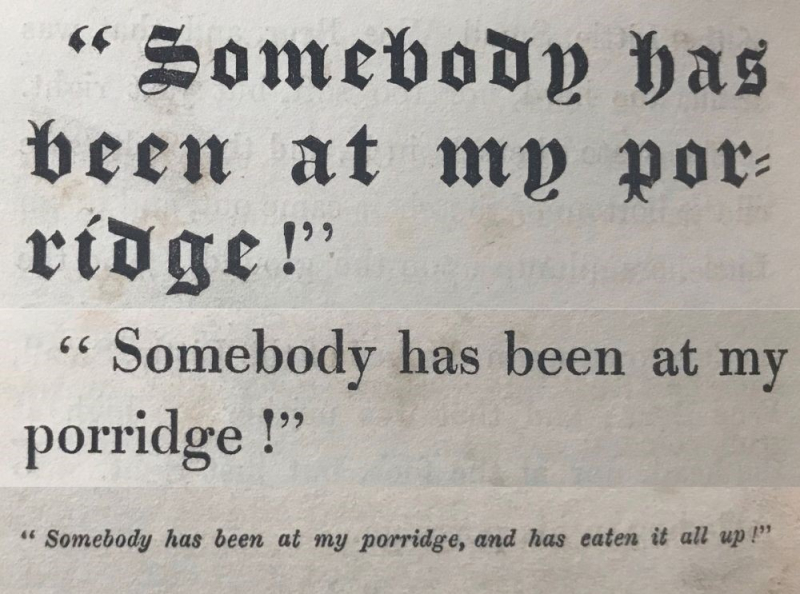 “ Somebody has
been at my por-
ridge!”
“ Somebody has been at my
porridge !”
“ Somebody has been at my porridge, and has eaten it all up !”